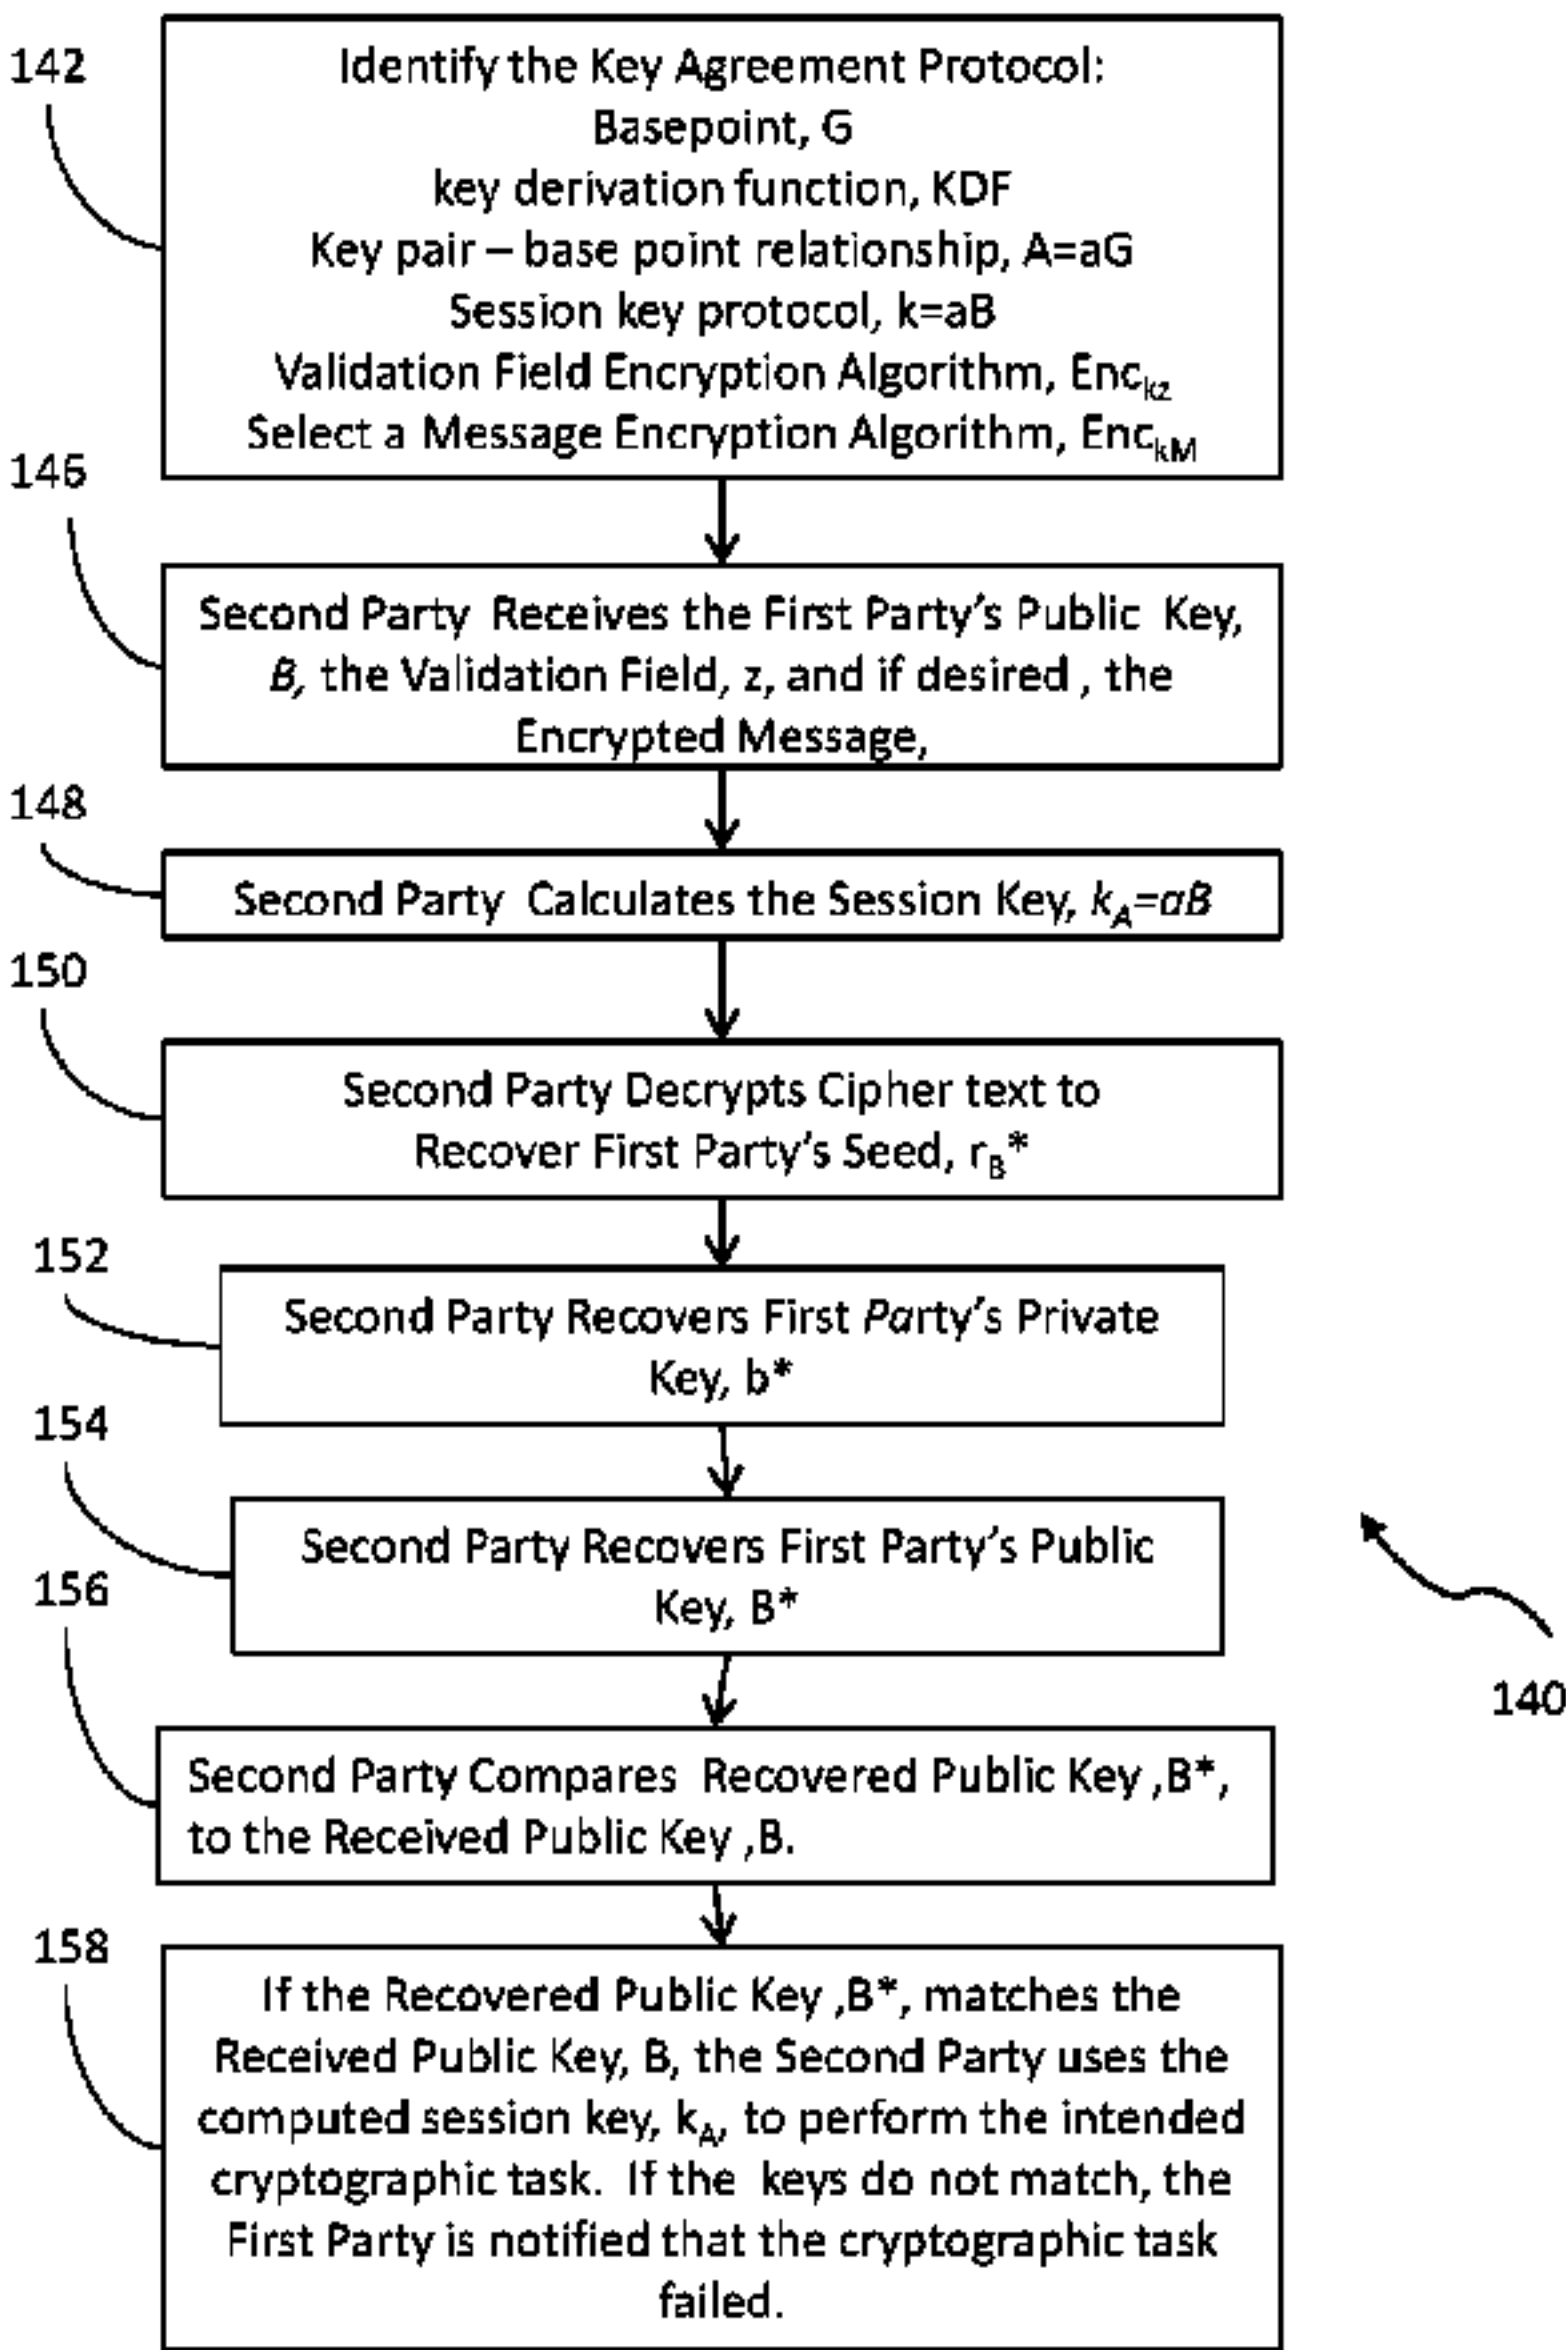 142
Identify the Key Agreement Protocol:
Basepoint, G
key derivation function, KDF
Key pair – base point relationship, A=aG
Session key protocol, k=aB
Validation Field Encryption Algorithm, Enc_kz
Select a Message Encryption Algorithm, Enc_kM
146
Second Party Receives the First Party's Public Key,
B, the Validation Field, z, and if desired , the
Encrypted Message,
148
Second Party Calculates the Session Key, k_A=aB
150
Second Party Decrypts Cipher text to
Recover First Party's Seed, r_B*
152
Second Party Recovers First Party's Private
Key, b*
154
Second Party Recovers First Party's Public
Key, B*
156
Second Party Compares Recovered Public Key ,B*,
to the Received Public Key ,B.
140
158
If the Recovered Public Key ,B*, matches the
Received Public Key, B, the Second Party uses the
computed session key, k_A, to perform the intended
cryptographic task. If the keys do not match, the
First Party is notified that the cryptographic task
failed.